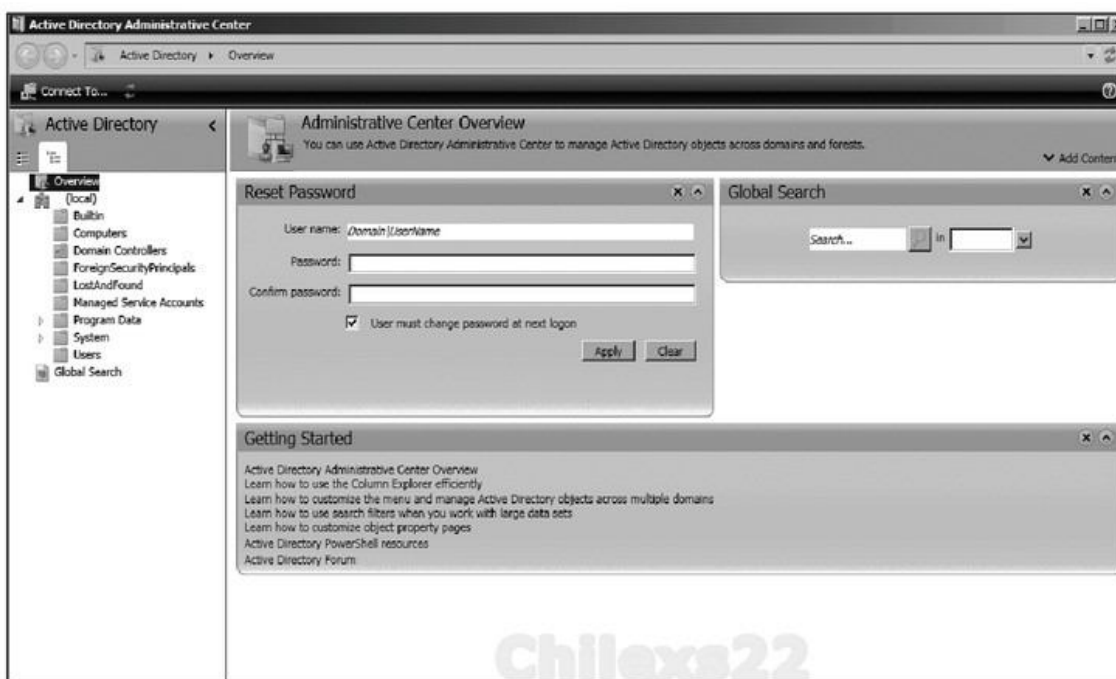 Active Directory Administrative Center
Active Directory Overview
Connect To...
Active Directory
Overview
(local)
Builtin
Computers
Domain Controllers
ForeignSecurityPrincipals
LostAndFound
Managed Service Accounts
Program Data
System
Users
Global Search
Administrative Center Overview
You can use Active Directory Administrative Center to manage Active Directory objects across domains and forests.
Add Conten
Reset Password
User name: Domain\UserName
Password:
Confirm password:
User must change password at next logon
Apply Clear
Global Search
Search... in
Getting Started
Active Directory Administrative Center Overview
Learn how to use the Column Explorer efficiently
Learn how to customize the menu and manage Active Directory objects across multiple domains
Learn how to use search filters when you work with large data sets
Learn how to customize object property pages
Active Directory PowerShell resources
Active Directory Forum
Chilexs22